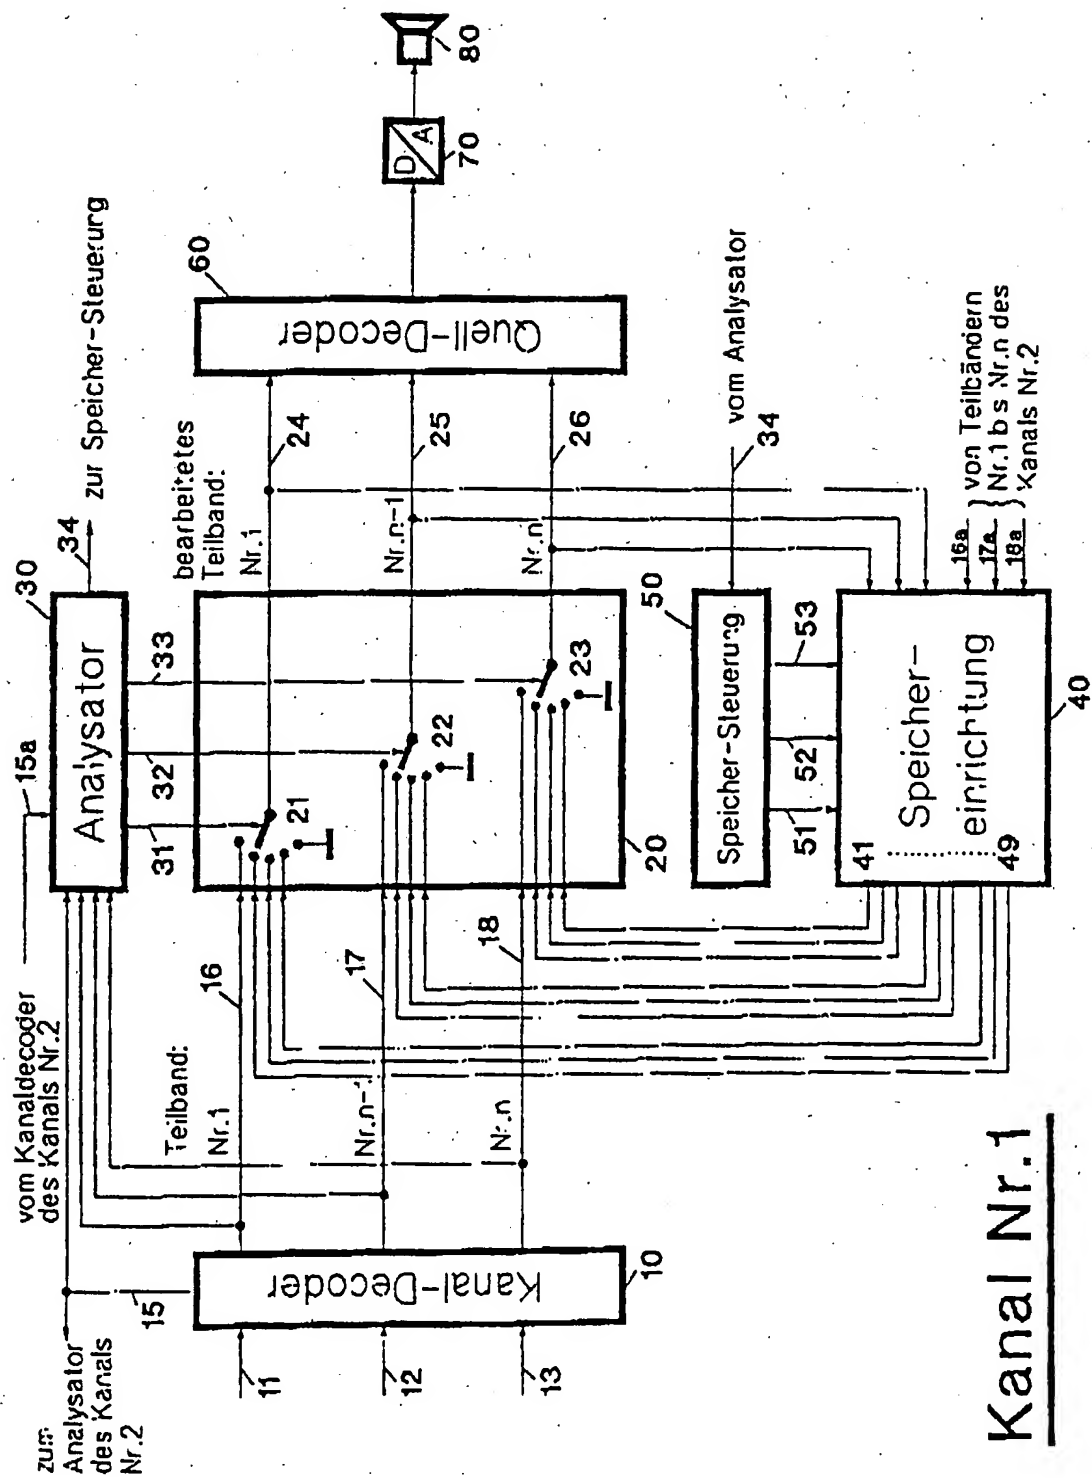 zum
Analysator
des Kanals
Nr.2
vom Kanaldecoder
des Kanals Nr.2
15
15a
Analysator
30
34
zur Speicher-Steuerung
31
32
33
Teilband:
Nr.1
16
Nr.n-1
17
Nr.n
18
11
12
13
Kanal-Decoder
10
21
22
23
20
bearbeitetes
Teilband:
Nr.1
24
Nr.n-1
25
Nr.n
26
Quell-Decoder
60
D
A
70
80
vom Analysator
34
50
Speicher-Steuerung
51
52
53
41
49
Speicher-
einrichtung
40
16a
17a
18a
von Teilbändern
Nr.1 b s Nr.n des
Kanals Nr.2
Kanal Nr.1